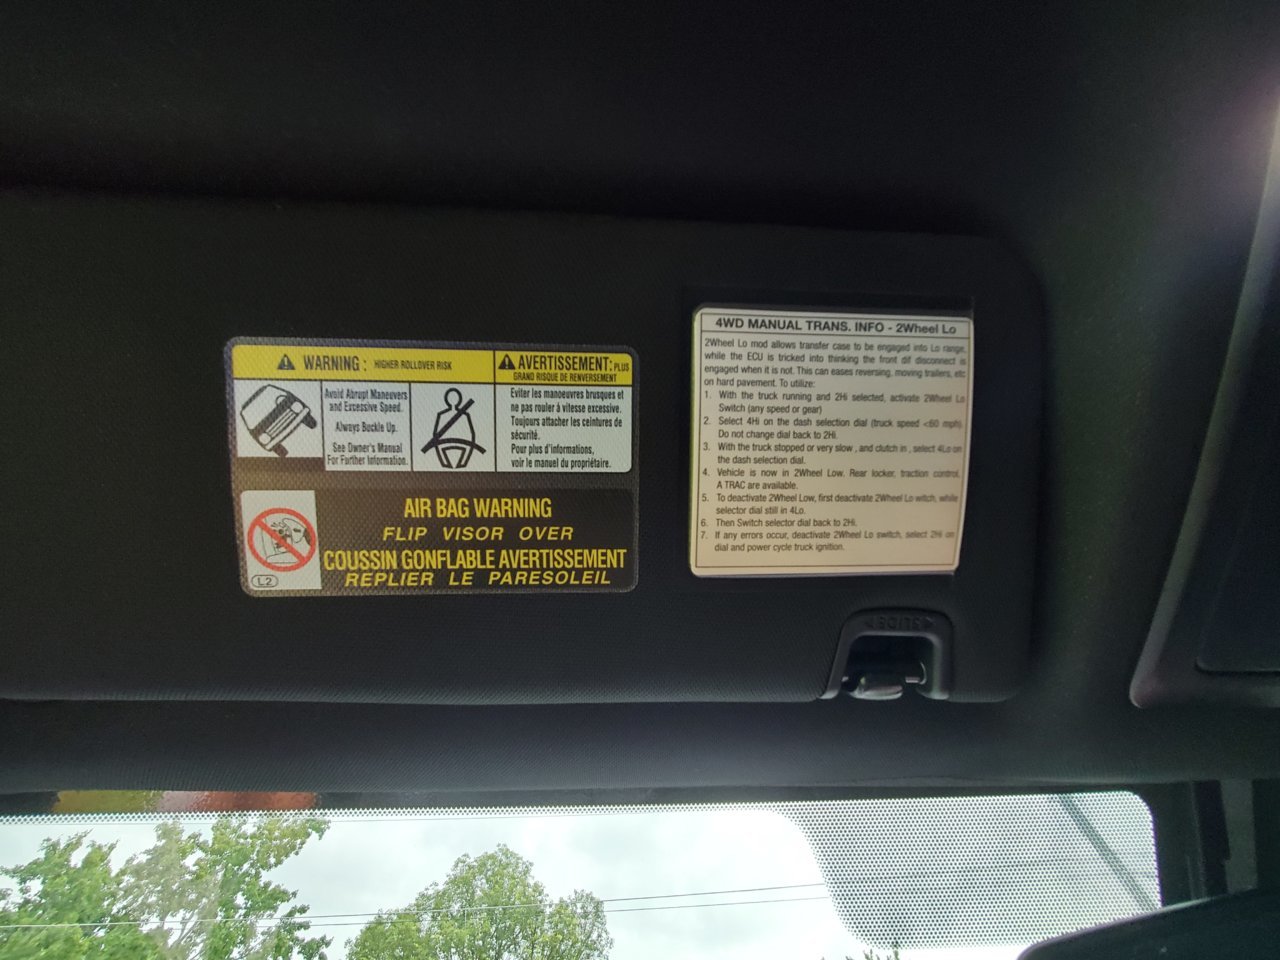 WARNING: HIGHER ROLLOVER RISK
Avoid Abrupt Maneuvers
and Excessive Speed.
Always Buckle Up.
See Owner's Manual
For Further Information.
AVERTISSEMENT: PLUS
GRAND RISQUE DE RENVERSEMENT
Eviter les manoeuvres brusques et
ne pas rouler à vitesse excessive.
Toujours attacher les ceintures de
sécurité.
Pour plus d'informations,
voir le manuel du propriétaire.
AIR BAG WARNING
FLIP VISOR OVER
COUSSIN GONFLABLE AVERTISSEMENT
REPLIER LE PARESOLEIL
L2
4WD MANUAL TRANS. INFO - 2Wheel Lo
2Wheel Lo mod allows transfer case to be engaged into Lo range,
while the ECU is tricked into thinking the front dif disconnect is
engaged when it is not. This can eases reversing, moving trailers, etc
on hard pavement. To utilize:
1. With the truck running and 2Hi selected, activate 2Wheel Lo
Switch (any speed or gear)
2. Select 4Hi on the dash selection dial (truck speed <60 mph).
Do not change dial back to 2Hi.
3. With the truck stopped or very slow, and clutch in, select 4Lo on
the dash selection dial.
4. Vehicle is now in 2Wheel Low. Rear locker, traction control,
A TRAC are available.
5. To deactivate 2Wheel Low, first deactivate 2Wheel Lo witch, while
selector dial still in 4Lo.
6. Then Switch selector dial back to 2Hi.
7. If any errors occur, deactivate 2Wheel Lo switch, select 2Hi on
dial and power cycle truck ignition.